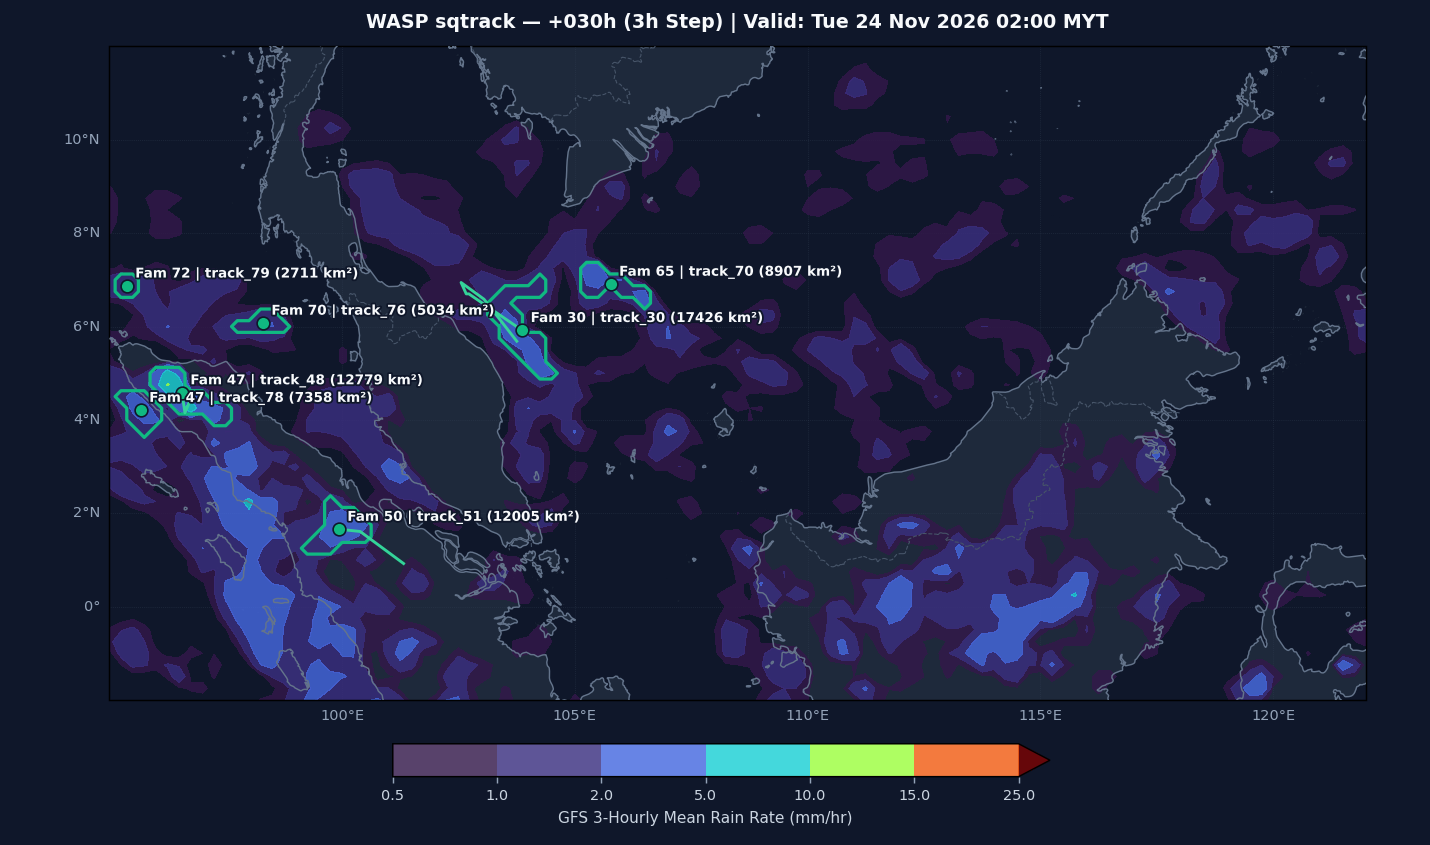 WASP sqtrack — +030h (3h Step) | Valid: Tue 24 Nov 2026 02:00 MYT
10°N
8°N
Fam 72 | track_79 (2711 km²)
Fam 65 | track_70 (8907 km²)
Fam 70 | track_76 (5034 km²)
6°N
Fam 30 | track_30 (17426 km²)
Fam 47 | track_48 (12779 km²)
Fam 47 | track_78 (7358 km²)
4°N
2°N
Fam 50 | track_51 (12005 km²)
0°
100°E 105°E 110°E 115°E 120°E
0.5 1.0 2.0 5.0 10.0 15.0 25.0
GFS 3-Hourly Mean Rain Rate (mm/hr)